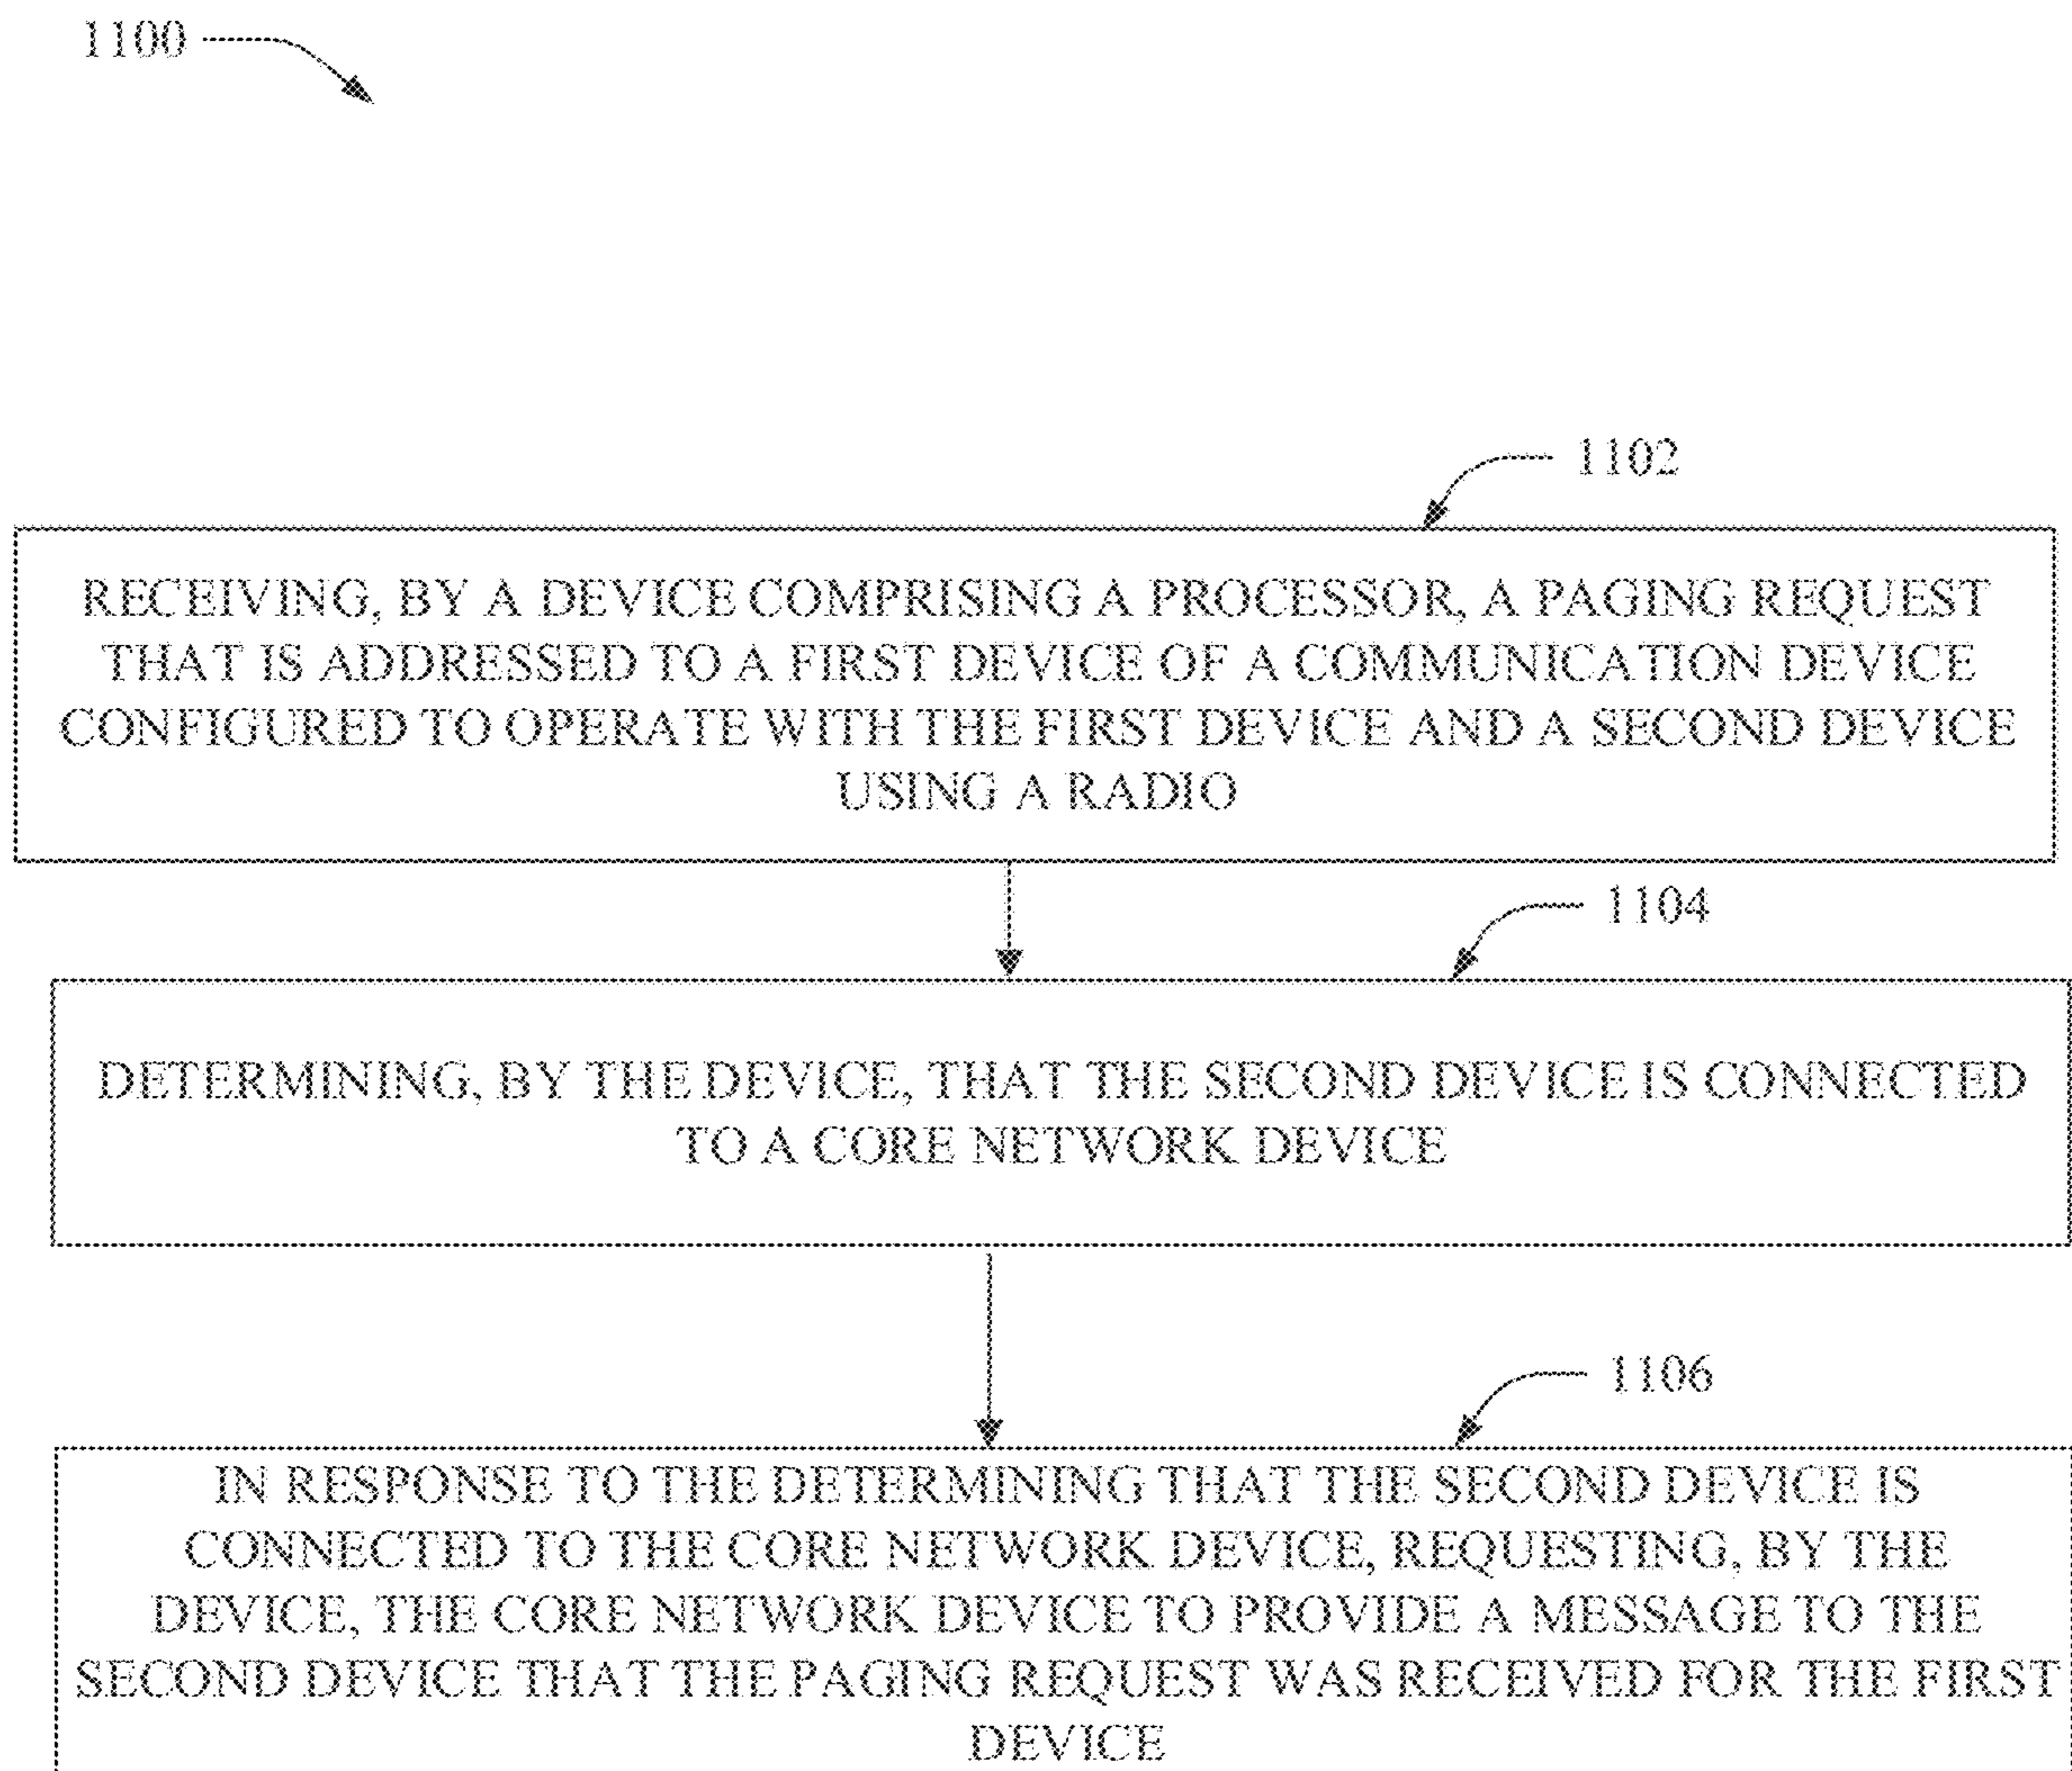 1100
1102
RECEIVING, BY A DEVICE COMPRISING A PROCESSOR, A PAGING REQUEST
THAT IS ADDRESSED TO A FIRST DEVICE OF A COMMUNICATION DEVICE
CONFIGURED TO OPERATE WITH THE FIRST DEVICE AND A SECOND DEVICE
USING A RADIO
1104
DETERMINING, BY THE DEVICE, THAT THE SECOND DEVICE IS CONNECTED
TO A CORE NETWORK DEVICE
1106
IN RESPONSE TO THE DETERMINING THAT THE SECOND DEVICE IS
CONNECTED TO THE CORE NETWORK DEVICE, REQUESTING, BY THE
DEVICE, THE CORE NETWORK DEVICE TO PROVIDE A MESSAGE TO THE
SECOND DEVICE THAT THE PAGING REQUEST WAS RECEIVED FOR THE FIRST
DEVICE